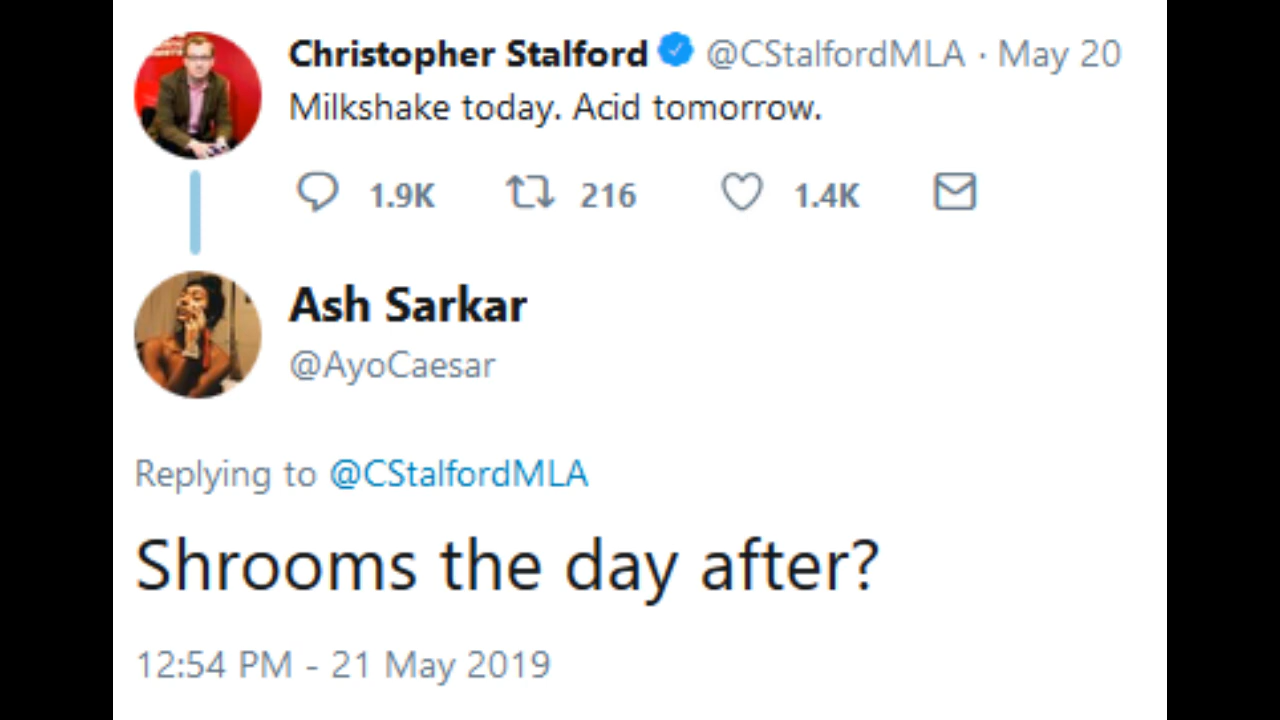 Christopher Stalford @CStalfordMLA · May 20
Milkshake today. Acid tomorrow.
1.9K 216 1.4K
Ash Sarkar
@AyoCaesar
Replying to @CStalfordMLA
Shrooms the day after?
12:54 PM - 21 May 2019